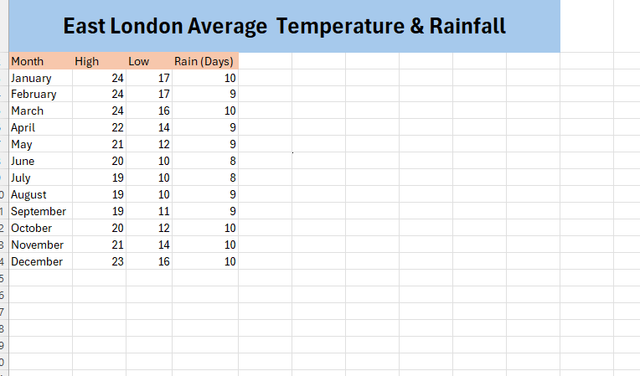 East London Average Temperature & Rainfall
Month High Low Rain (Days)
January 24 17 10
February 24 17 9
March 24 16 10
April 22 14 9
May 21 12 9
June 20 10 8
July 19 10 8
August 19 10 9
September 19 11 9
October 20 12 10
November 21 14 10
December 23 16 10